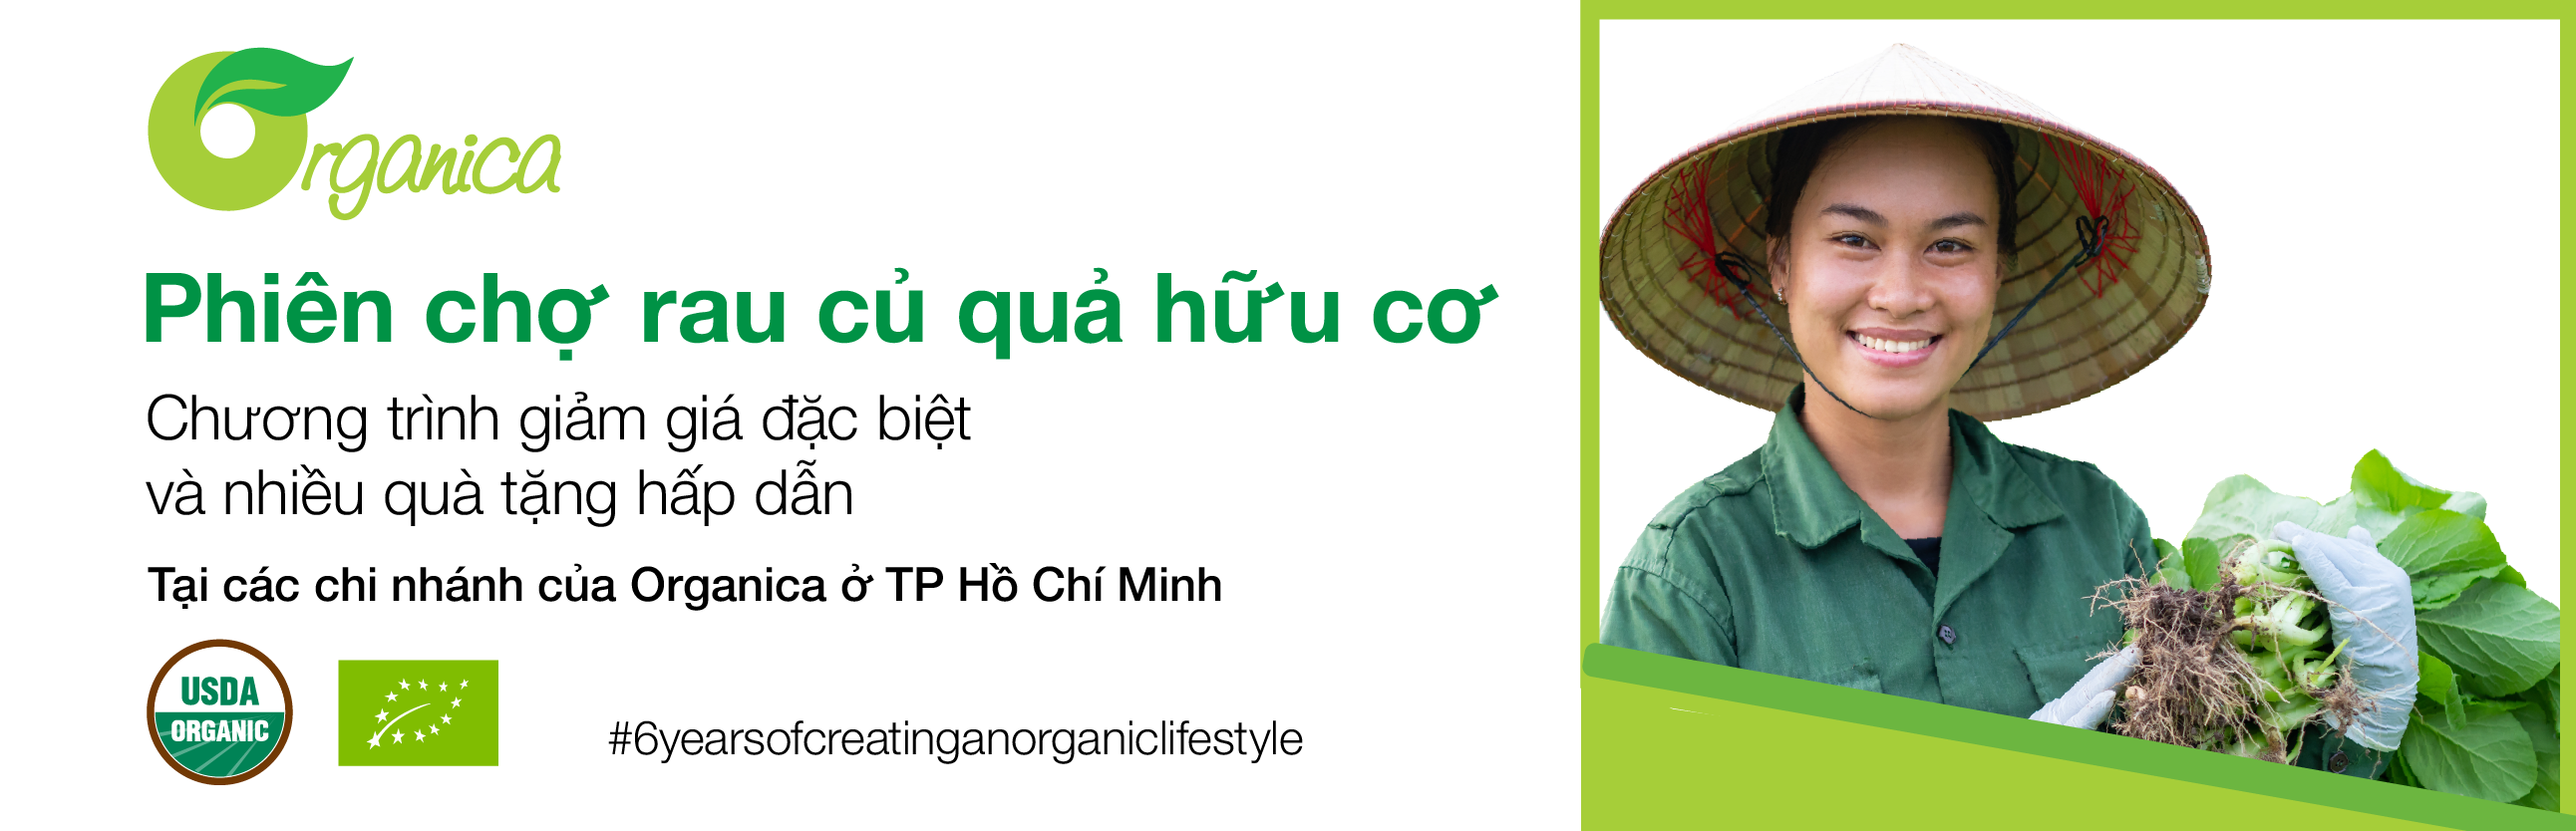 Organica
Phiên chợ rau củ quả hữu cơ
Chương trình giảm giá đặc biệt
và nhiều quà tặng hấp dẫn
Tại các chi nhánh của Organica ở TP Hồ Chí Minh
USDA
ORGANIC
#6yearsofcreatinganorganiclifestyle